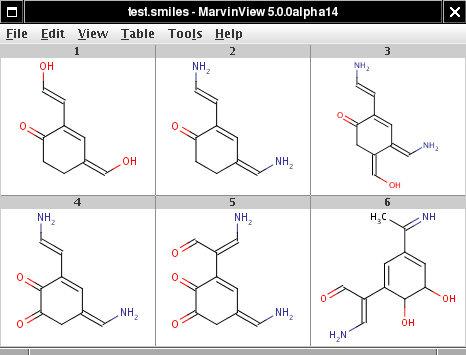 test.smiles - MarvinView 5.0.0alpha14
File Edit View Table Tools Help
1 2 3
OH
O
OH
NH2
O
NH2
NH2
O
NH2
OH
4 5 6
NH2
O
O
NH2
NH2
O
O
O
NH2
H3C NH
O
OH
OH
H2N